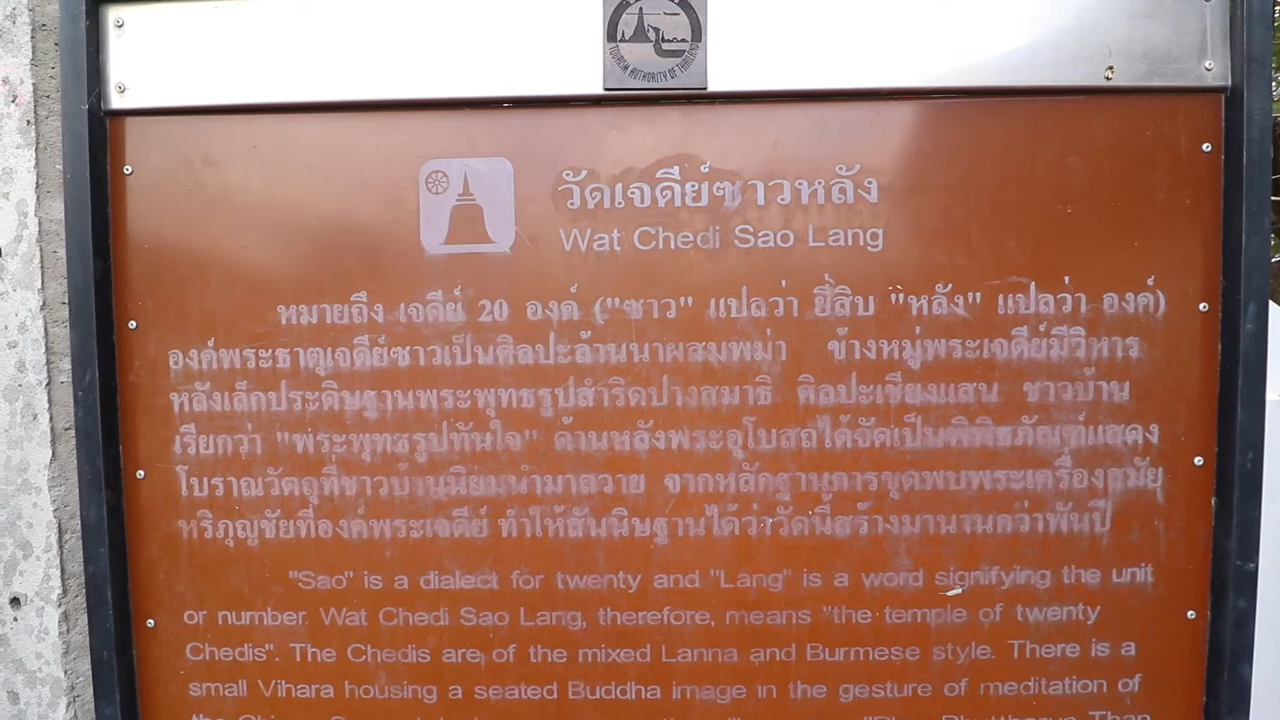 TOURISM AUTHORITY OF THAILAND
วัดเจดีย์ซาวหลัง
Wat Chedi Sao Lang
หมายถึง เจดีย์ 20 องค์ ("ซาว" แปลว่า ยี่สิบ "หลัง" แปลว่า องค์)
องค์พระธาตุเจดีย์ซาวเป็นศิลปะล้านนาผสมพม่า ข้างหมู่พระเจดีย์มีวิหาร
หลังเล็กประดิษฐานพระพุทธรูปสำริดปางสมาธิ ศิลปะเชียงแสน ชาวบ้าน
เรียกว่า "พระพุทธรูปทันใจ" ด้านหลังพระอุโบสถได้จัดเป็นพิพิธภัณฑ์แสดง
โบราณวัตถุที่ชาวบ้านนิยมนำมาถวาย จากหลักฐานการขุดพบพระเครื่องสมัย
หริภุญชัยที่องค์พระเจดีย์ ทำให้สันนิษฐานได้ว่าวัดนี้สร้างมานานกว่าพันปี
"Sao" is a dialect for twenty and "Lang" is a word signifying the unit
or number. Wat Chedi Sao Lang, therefore, means "the temple of twenty
Chedis". The Chedis are of the mixed Lanna and Burmese style. There is a
small Vihara housing a seated Buddha image in the gesture of meditation of